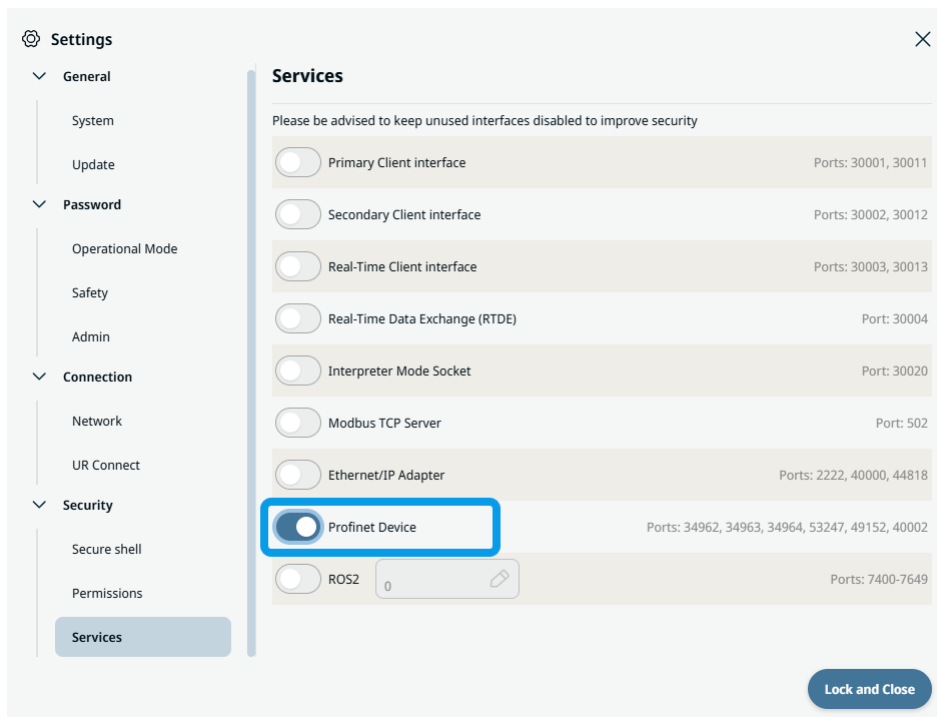 Settings
General
System
Update
Password
Operational Mode
Safety
Admin
Connection
Network
UR Connect
Security
Secure shell
Permissions
Services
Services
Please be advised to keep unused interfaces disabled to improve security
Primary Client interface Ports: 30001, 30011
Secondary Client interface Ports: 30002, 30012
Real-Time Client interface Ports: 30003, 30013
Real-Time Data Exchange (RTDE) Port: 30004
Interpreter Mode Socket Port: 30020
Modbus TCP Server Port: 502
Ethernet/IP Adapter Ports: 2222, 40000, 44818
Profinet Device Ports: 34962, 34963, 34964, 53247, 49152, 40002
ROS2 0 Ports: 7400-7649
Lock and Close